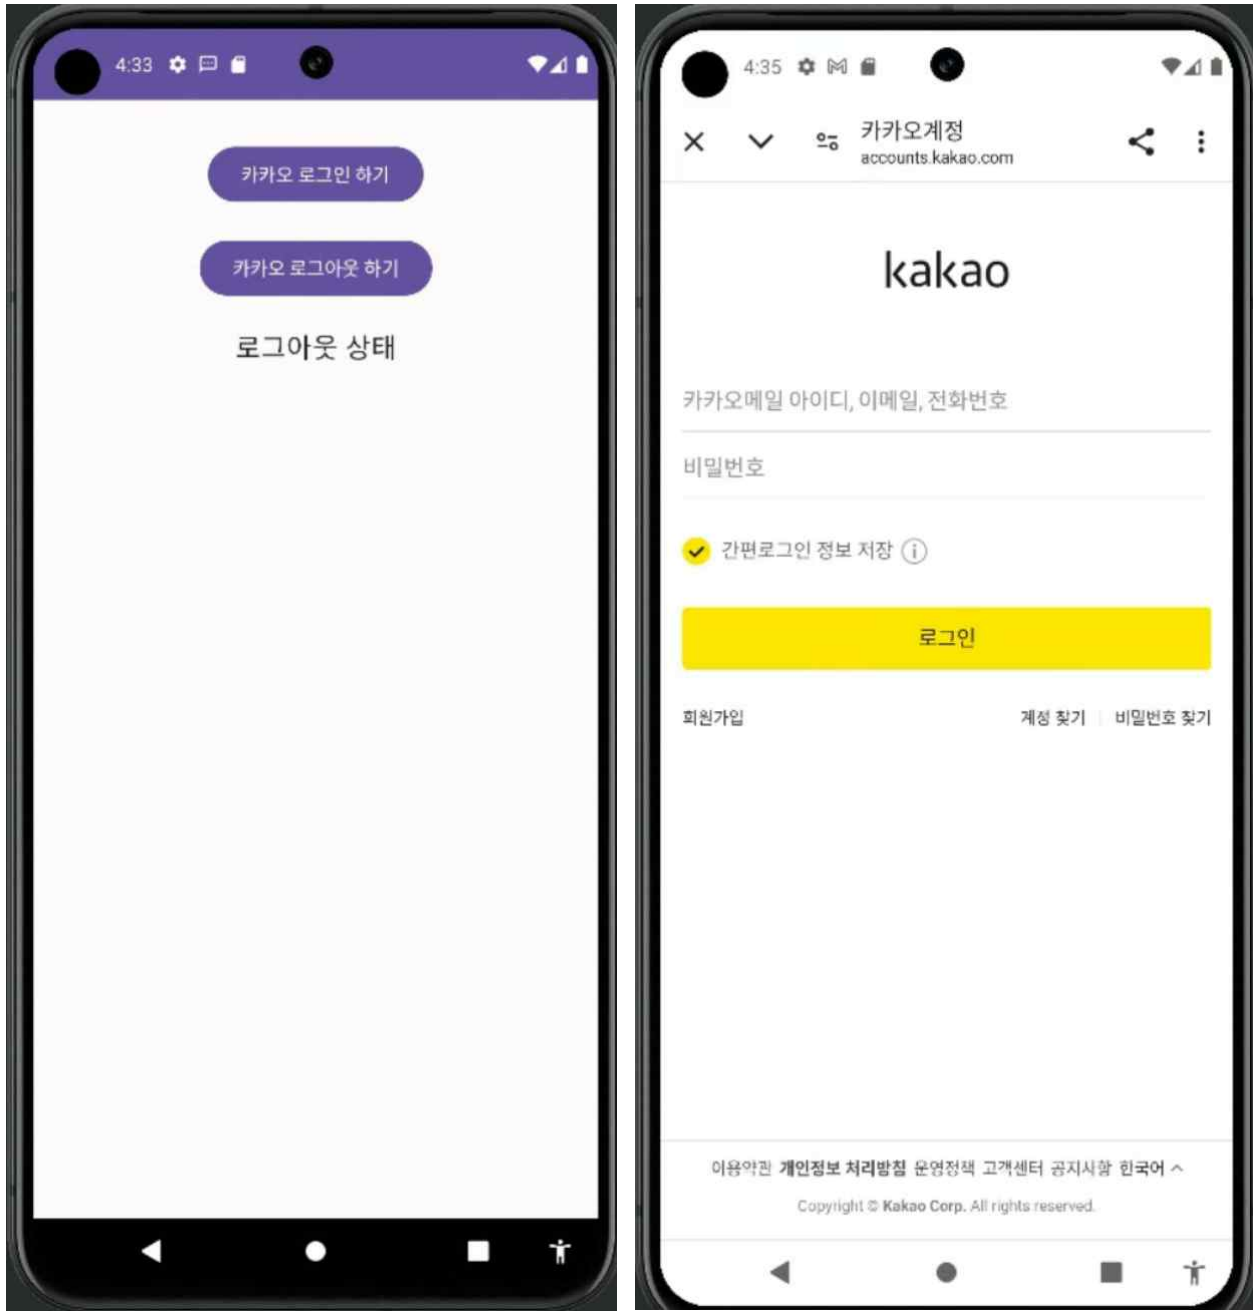 4:33
카카오 로그인 하기
카카오 로그아웃 하기
로그아웃 상태
4:35
카카오계정
accounts.kakao.com
kakao
카카오메일 아이디, 이메일, 전화번호
비밀번호
간편로그인 정보 저장
로그인
회원가입 계정 찾기 비밀번호 찾기
이용약관 개인정보 처리방침 운영정책 고객센터 공지사항 한국어
Copyright © Kakao Corp. All rights reserved.